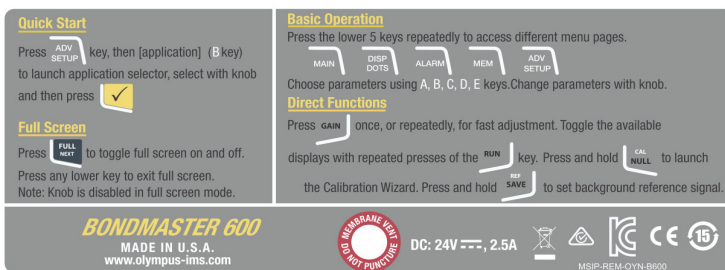 Quick Start
Press ADV SETUP key, then [application] (B key)
to launch application selector, select with knob
and then press
Full Screen
Press FULL NEXT to toggle full screen on and off.
Press any lower key to exit full screen.
Note: Knob is disabled in full screen mode.
Basic Operation
Press the lower 5 keys repeatedly to access different menu pages.
MAIN DISP DOTS ALARM MEM ADV SETUP
Choose parameters using A, B, C, D, E keys.Change parameters with knob.
Direct Functions
Press GAIN once, or repeatedly, for fast adjustment. Toggle the available
displays with repeated presses of the RUN key. Press and hold CAL NULL to launch
the Calibration Wizard. Press and hold REF SAVE to set background reference signal.
BONDMASTER 600
MADE IN U.S.A.
www.olympus-ims.com
MEMBRANE VENT
DO NOT PUNCTURE
DC: 24V ⎓, 2.5A
CE
15
MSIP-REM-OYN-B600